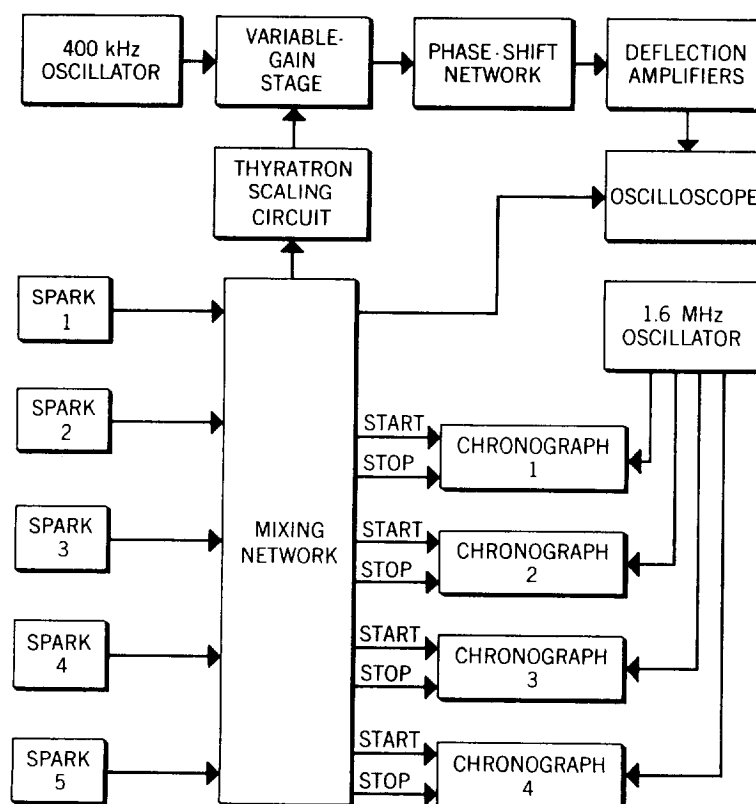 400 kHz
OSCILLATOR
VARIABLE-
GAIN
STAGE
PHASE-SHIFT
NETWORK
DEFLECTION
AMPLIFIERS
THYRATRON
SCALING
CIRCUIT
OSCILLOSCOPE
SPARK
1
1.6 MHz
OSCILLATOR
SPARK
2
START
STOP
CHRONOGRAPH
1
SPARK
3
MIXING
NETWORK
START
STOP
CHRONOGRAPH
2
SPARK
4
START
STOP
CHRONOGRAPH
3
SPARK
5
START
STOP
CHRONOGRAPH
4